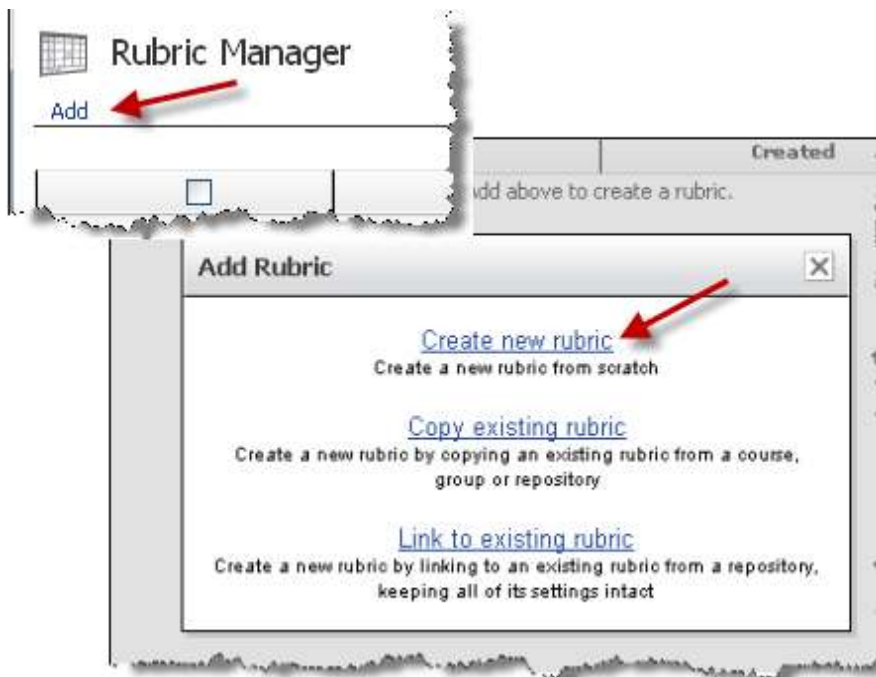 Rubric Manager
Add
Created
Add above to create a rubric.
Add Rubric
Create new rubric
Create a new rubric from scratch
Copy existing rubric
Create a new rubric by copying an existing rubric from a course,
group or repository
Link to existing rubric
Create a new rubric by linking to an existing rubric from a repository,
keeping all of its settings intact